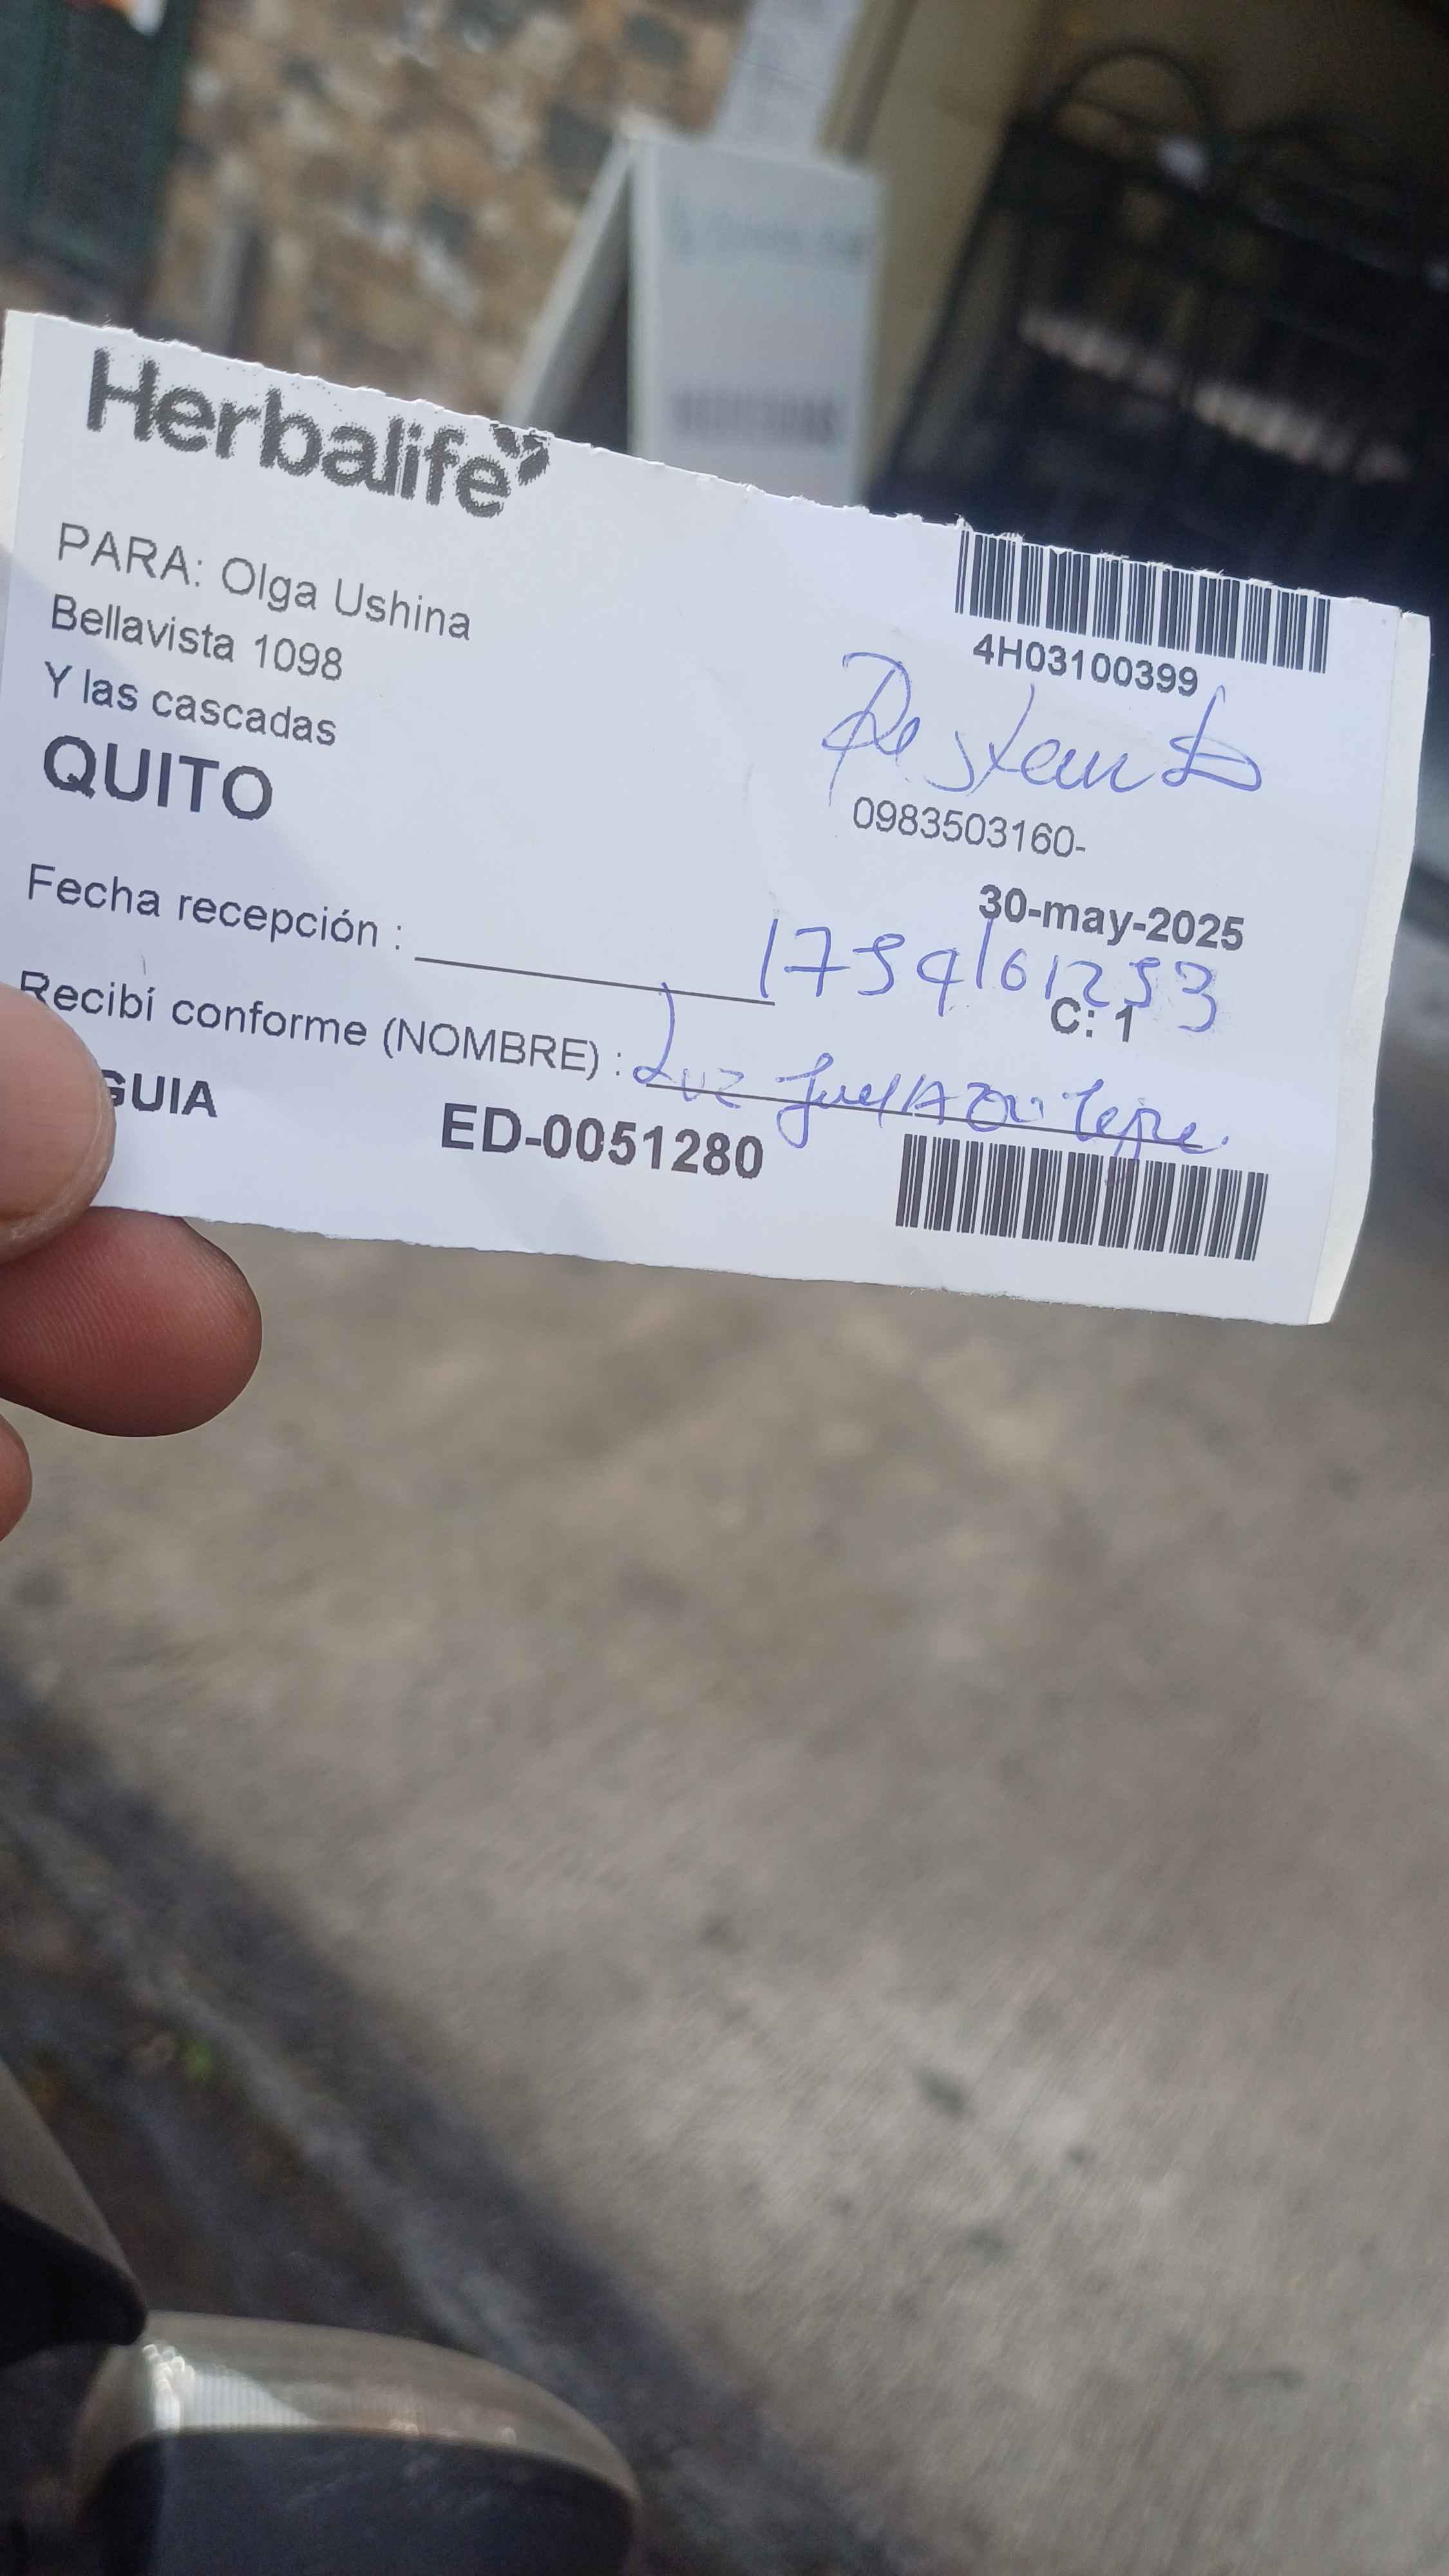 Herbalife
PARA: Olga Ushina
Bellavista 1098
Y las cascadas
QUITO
4H03100399
0983503160-
30-may-2025
Fecha recepción :
C: 1
Recibí conforme (NOMBRE) : Luz
GUIA
ED-0051280